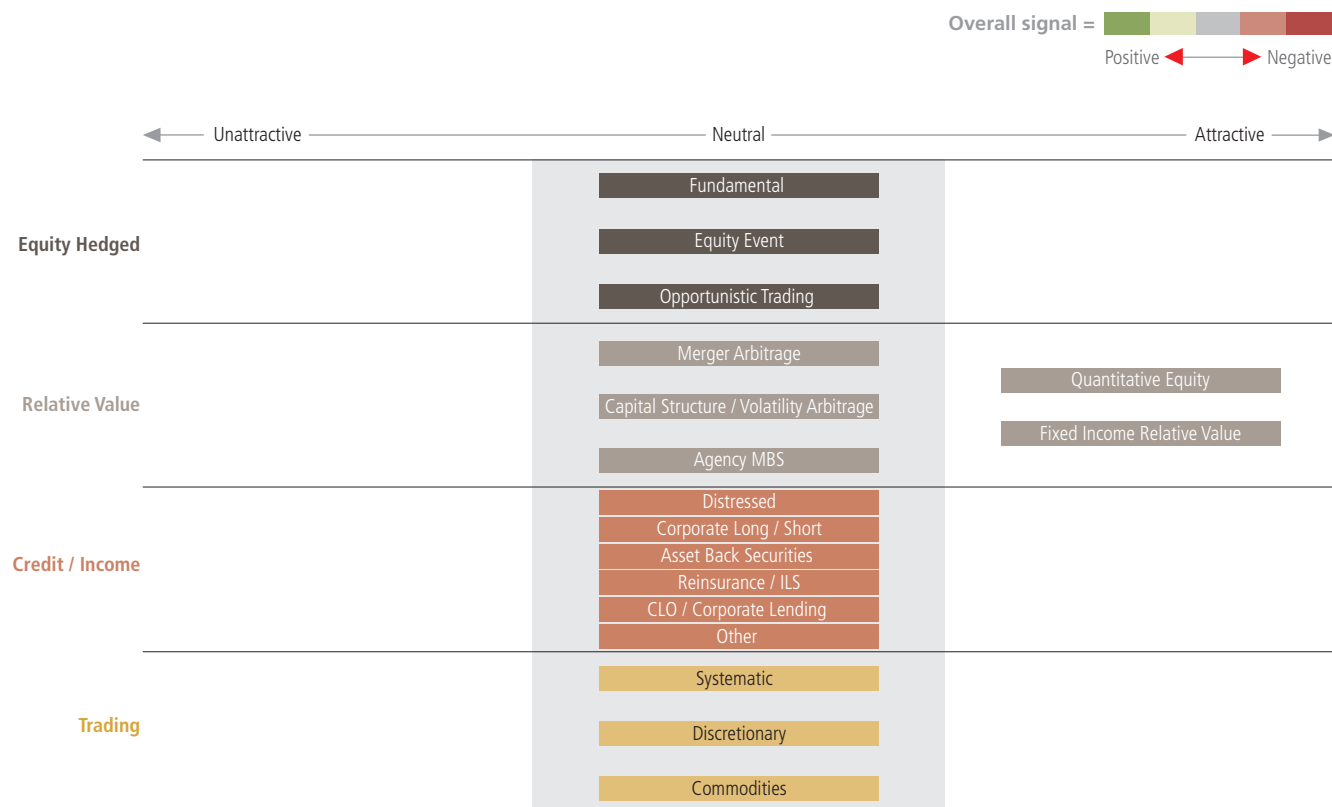 Overall signal =
Positive Negative
Unattractive Neutral Attractive
Equity Hedged
Fundamental
Equity Event
Opportunistic Trading
Relative Value
Merger Arbitrage
Quantitative Equity
Capital Structure / Volatility Arbitrage
Fixed Income Relative Value
Agency MBS
Credit / Income
Distressed
Corporate Long / Short
Asset Back Securities
Reinsurance / ILS
CLO / Corporate Lending
Other
Trading
Systematic
Discretionary
Commodities